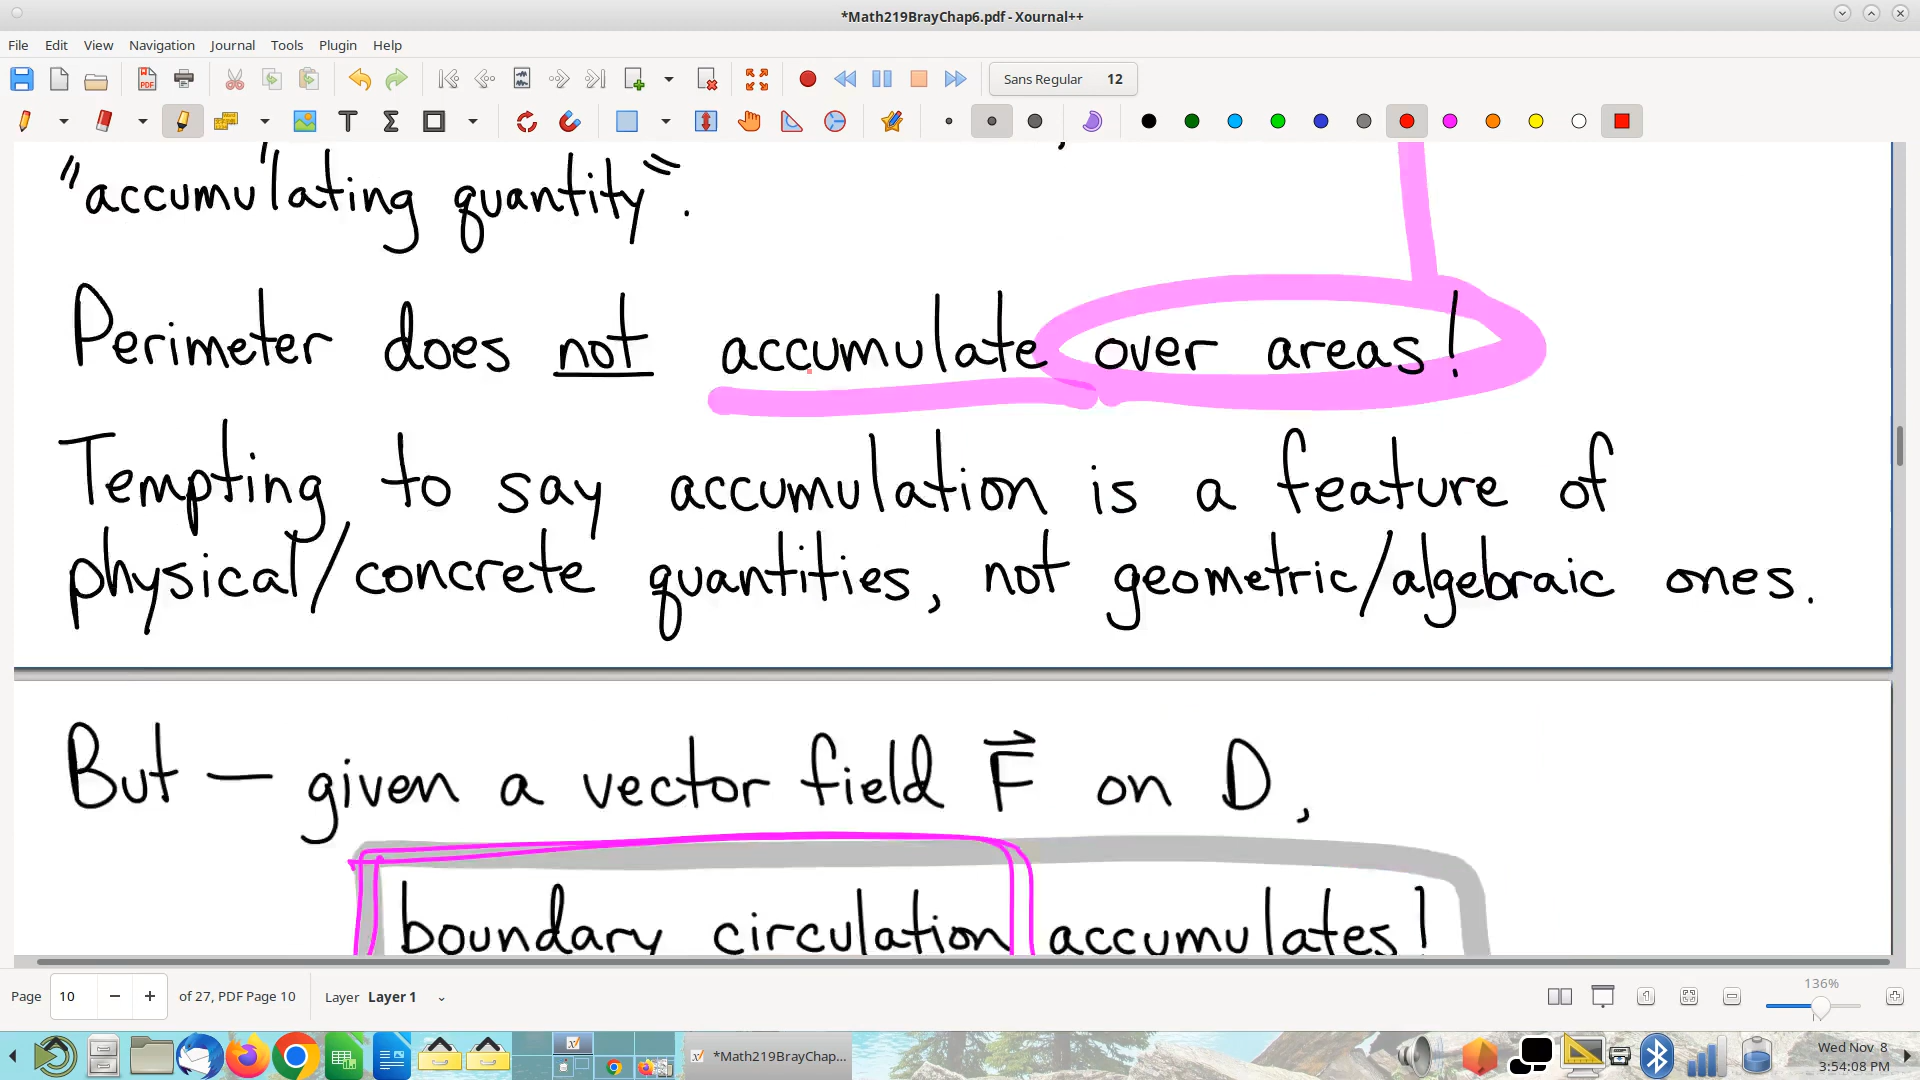 *Math219BrayChap6.pdf - Xournal++
File Edit View Navigation Journal Tools Plugin Help
Sans Regular 12
"accumulating quantity".
Perimeter does not accumulate over areas!
Tempting to say accumulation is a feature of
physical/concrete quantities, not geometric/algebraic ones.
But — given a vector field F⃗ on D,
boundary circulation accumulates!
Page 10 of 27, PDF Page 10 Layer Layer 1 136%
*Math219BrayChap... Wed Nov 8
3:54:08 PM